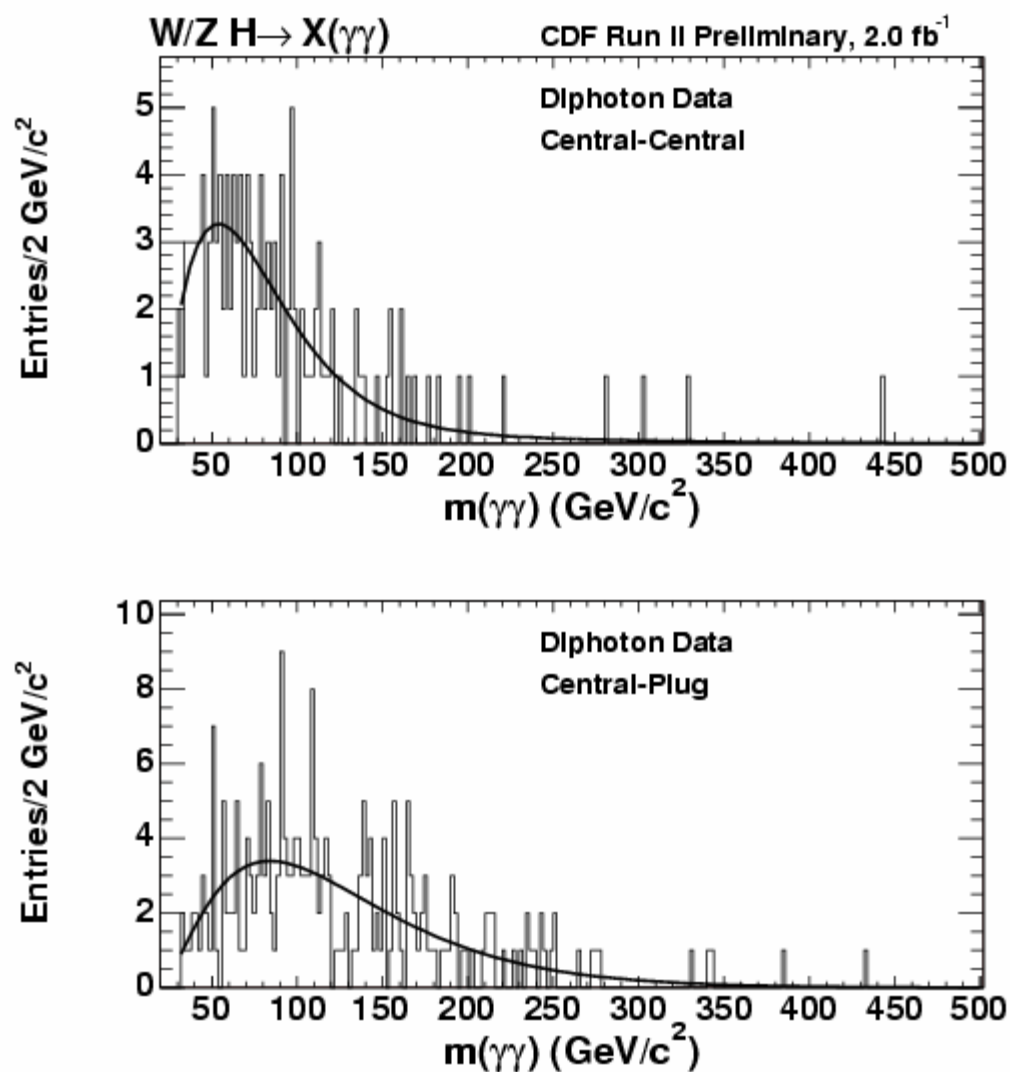 W/Z H→ X(γγ) CDF Run II Preliminary, 2.0 fb⁻¹
Diphoton Data
Central-Central
Entries/2 GeV/c²
5
4
3
2
1
0
50 100 150 200 250 300 350 400 450 500
m(γγ) (GeV/c²)
Diphoton Data
Central-Plug
Entries/2 GeV/c²
10
8
6
4
2
0
50 100 150 200 250 300 350 400 450 500
m(γγ) (GeV/c²)